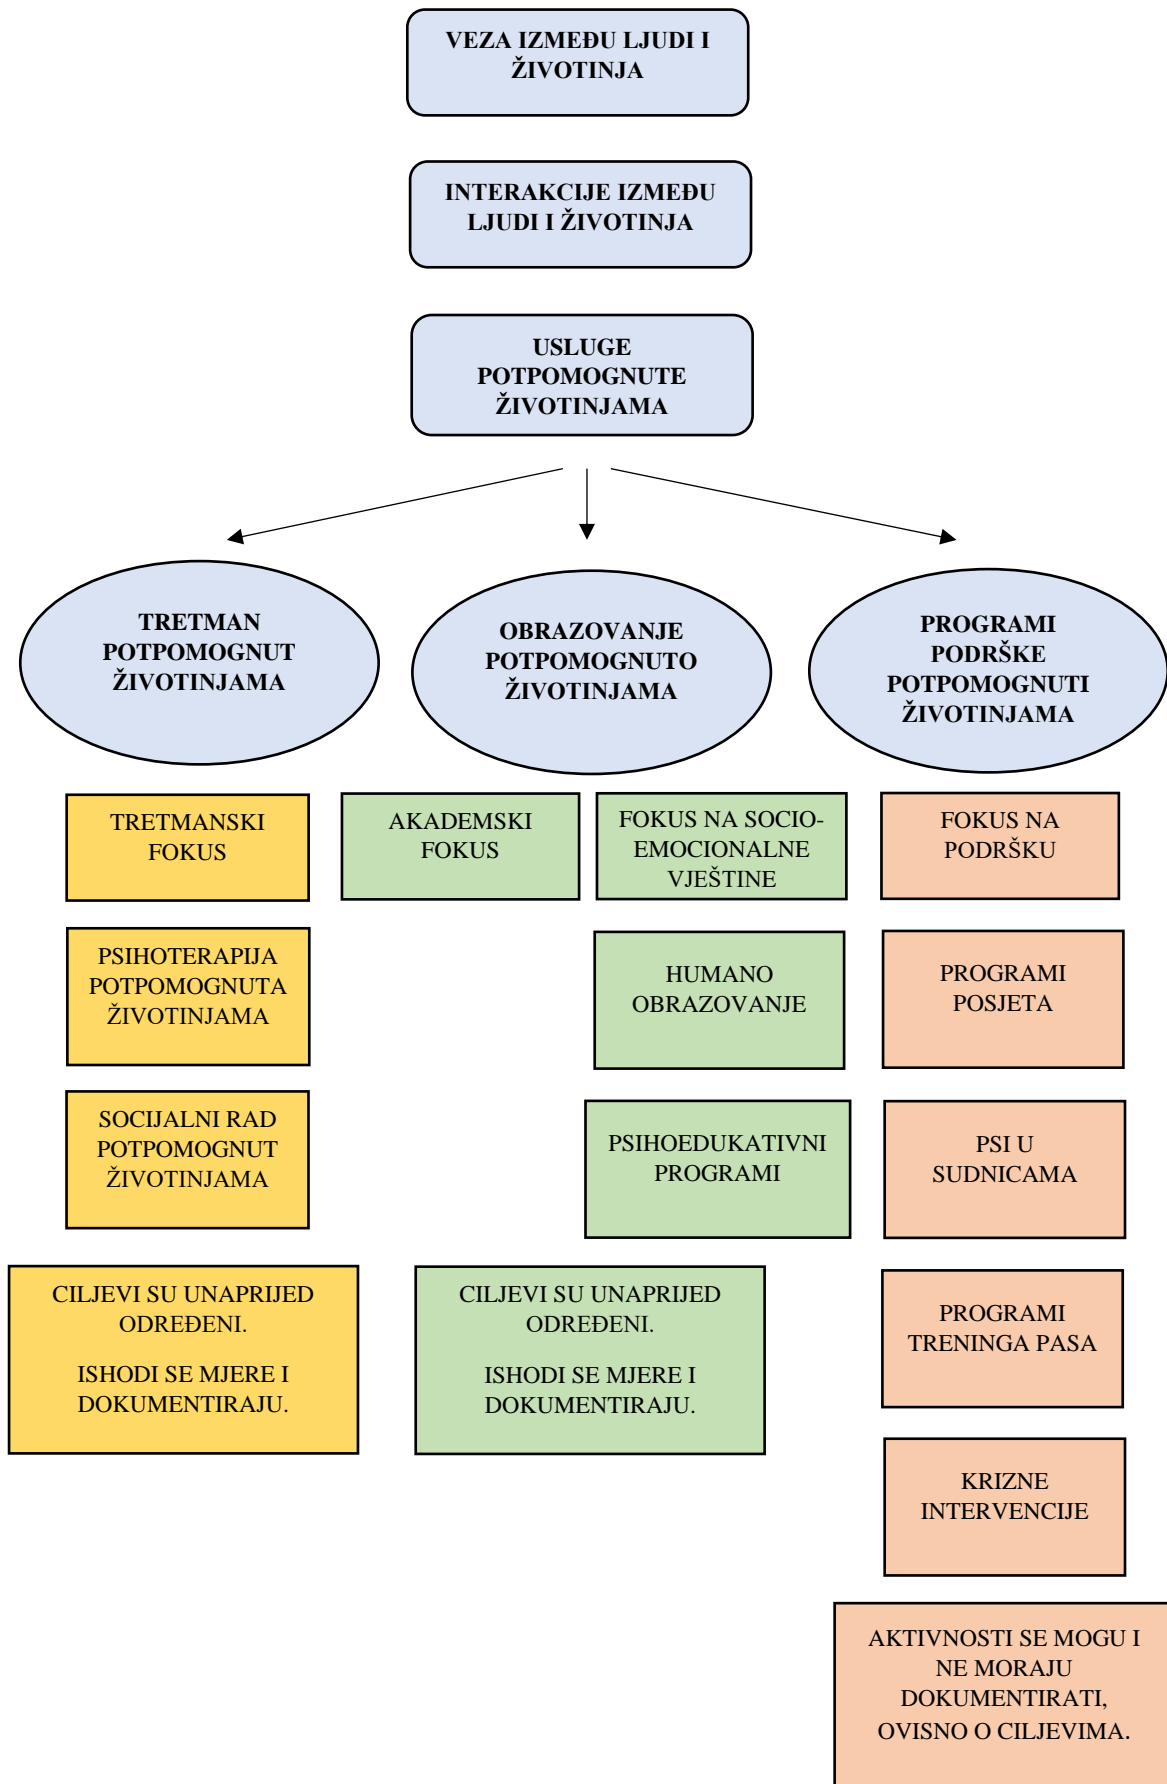 VEZA IZMEĐU LJUDI I
ŽIVOTINJA
INTERAKCIJE IZMEĐU
LJUDI I ŽIVOTINJA
USLUGE
POTPOMOGNUTE
ŽIVOTINJAMA
TRETMAN
POTPOMOGNUT
ŽIVOTINJAMA
OBRAZOVANJE
POTPOMOGNUTO
ŽIVOTINJAMA
PROGRAMI
PODRŠKE
POTPOMOGNUTI
ŽIVOTINJAMA
TRETMANSKI
FOKUS
AKADEMSKI
FOKUS
FOKUS NA SOCIO-
EMOCIONALNE
VJEŠTINE
FOKUS NA
PODRŠKU
PSIHOTERAPIJA
POTPOMOGNUTA
ŽIVOTINJAMA
HUMANO
OBRAZOVANJE
PROGRAMI
POSJETA
SOCIJALNI RAD
POTPOMOGNUT
ŽIVOTINJAMA
PSIHOEDUKATIVNI
PROGRAMI
PSI U
SUDNICAMA
CILJEVI SU UNAPRIJED
ODREĐENI.
ISHODI SE MJERE I
DOKUMENTIRAJU.
CILJEVI SU UNAPRIJED
ODREĐENI.
ISHODI SE MJERE I
DOKUMENTIRAJU.
PROGRAMI
TRENINGA PASA
KRIZNE
INTERVENCIJE
AKTIVNOSTI SE MOGU I
NE MORAJU
DOKUMENTIRATI,
OVISNO O CILJEVIMA.